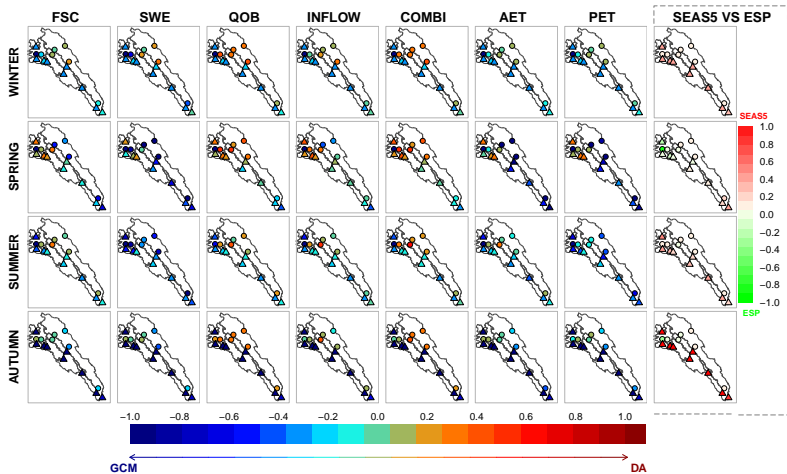 FSC SWE QOB INFLOW COMBI AET PET SEAS5 VS ESP
WINTER
SPRING
SUMMER
AUTUMN
SEAS5
1.0
0.8
0.6
0.4
0.2
0.0
−0.2
−0.4
−0.6
−0.8
−1.0
ESP
−1.0 −0.8 −0.6 −0.4 −0.2 0.0 0.2 0.4 0.6 0.8 1.0
GCM DA